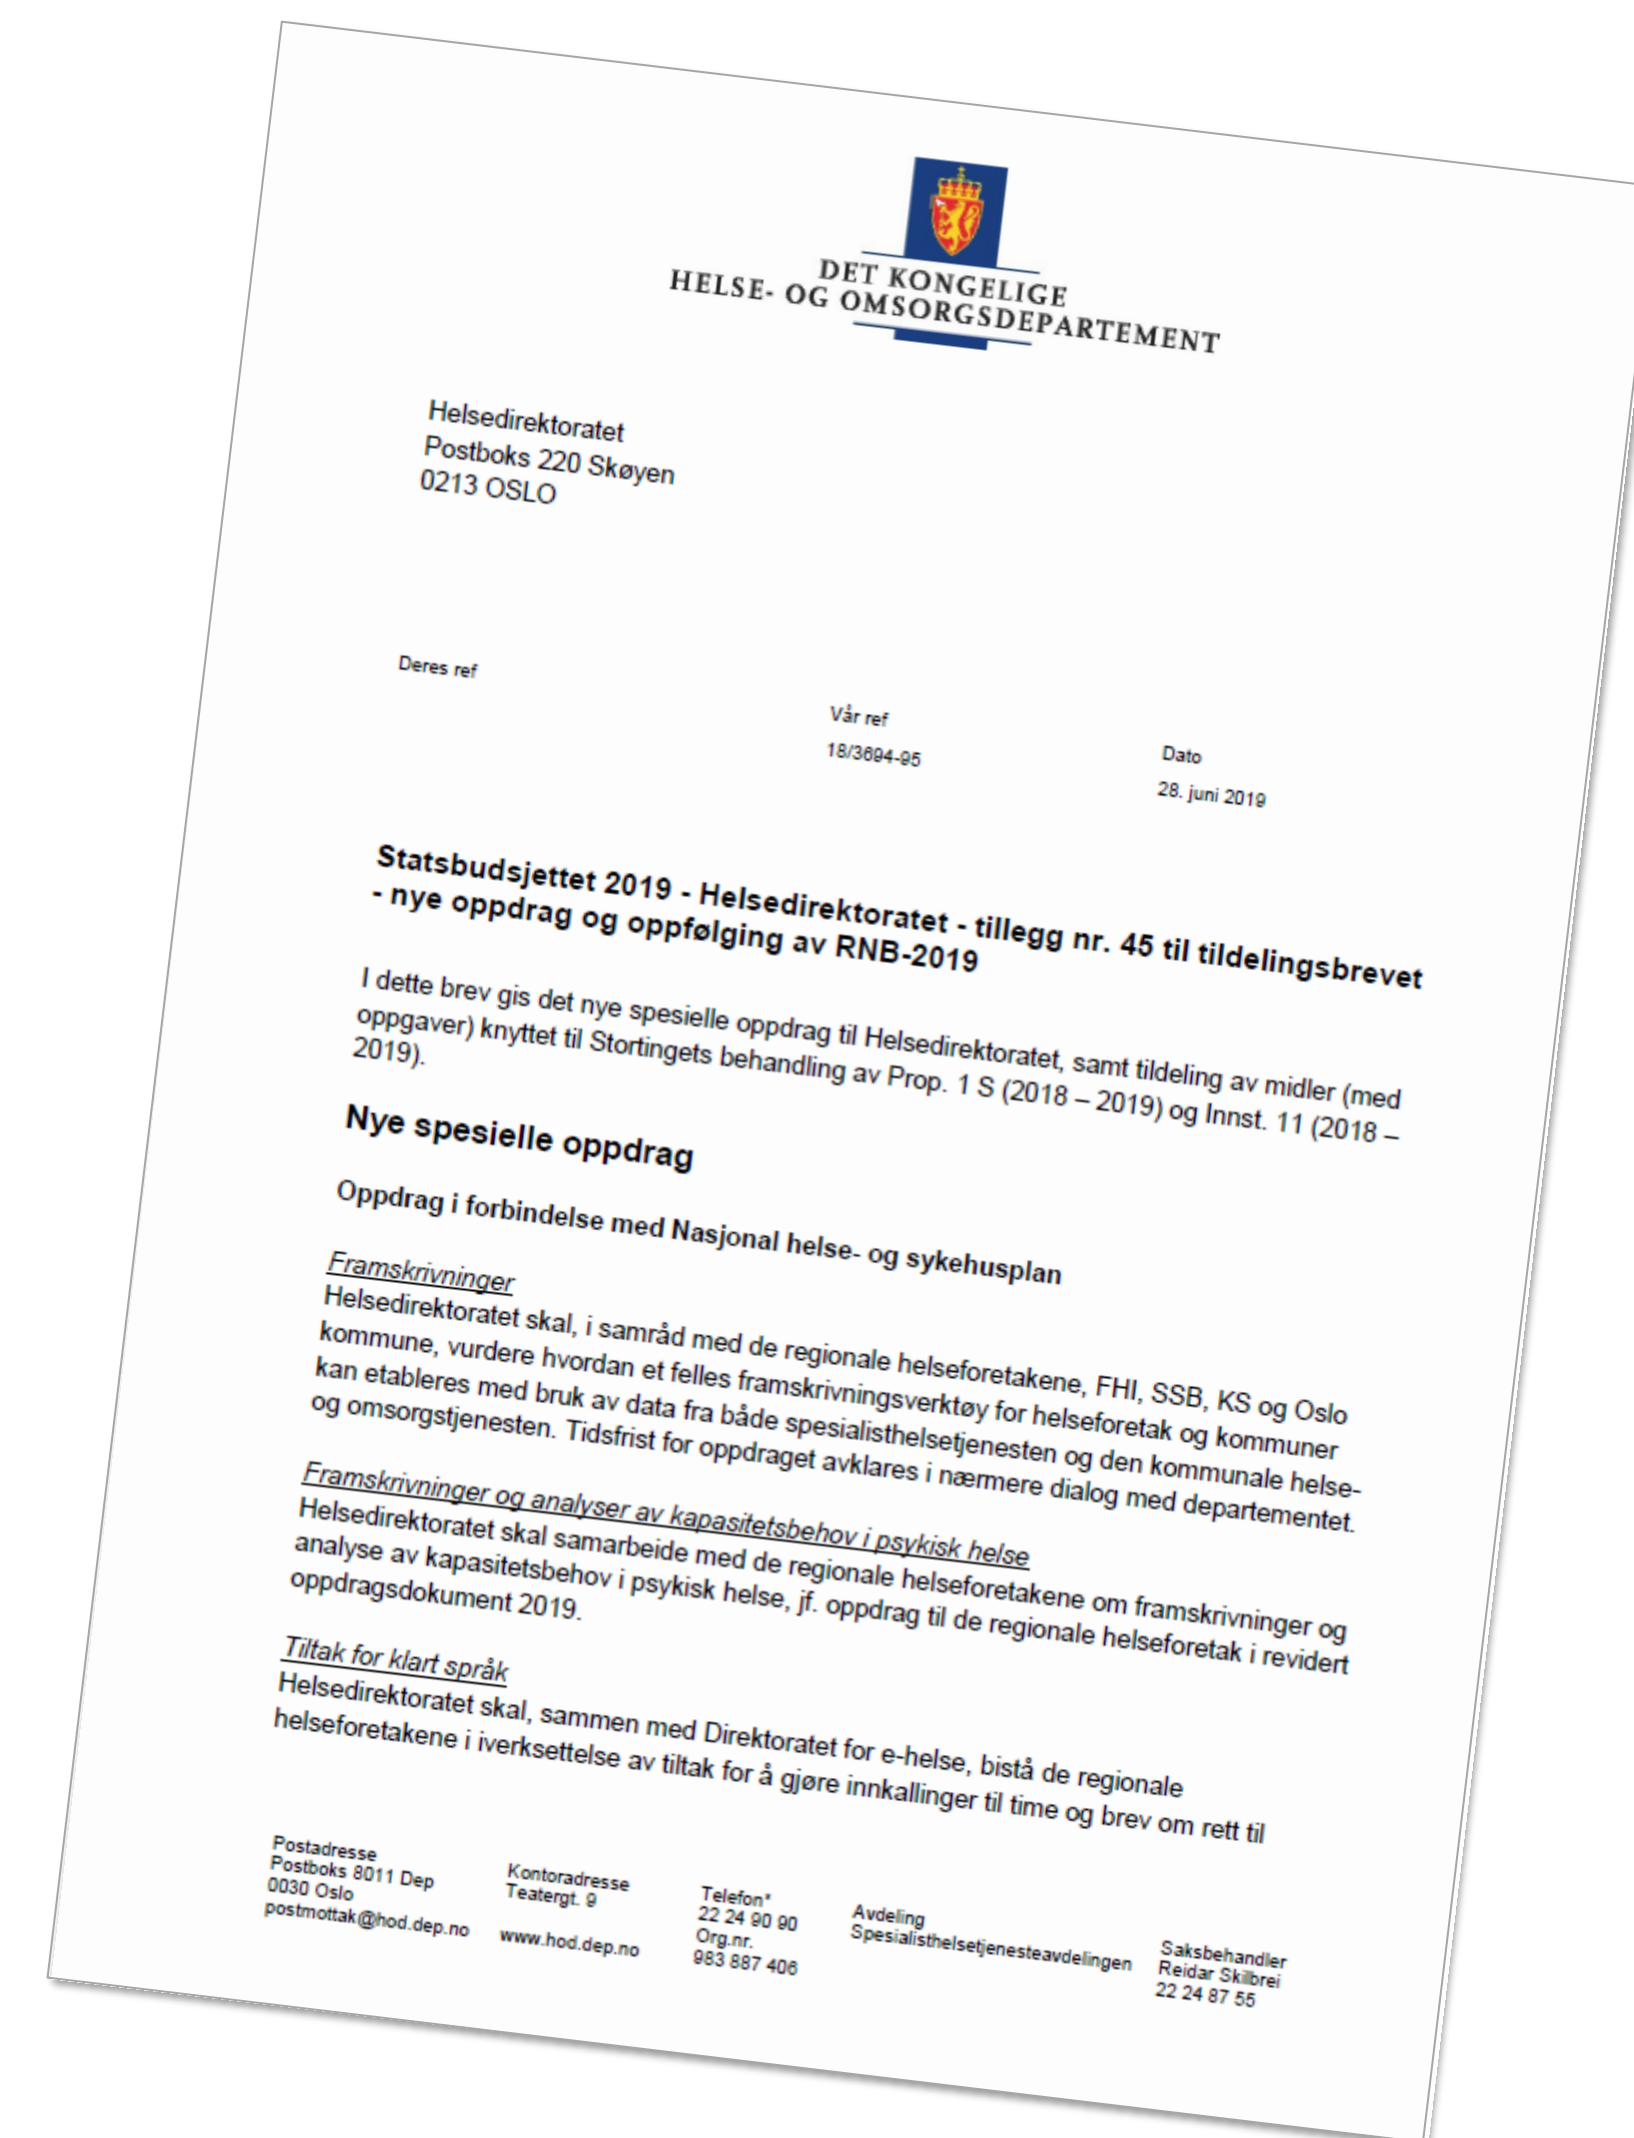 DET KONGELIGE
HELSE- OG OMSORGSDEPARTEMENT
Helsedirektoratet
Postboks 220 Skøyen
0213 OSLO
Deres ref
Vår ref
18/3694-95
Dato
28. juni 2019
Statsbudsjettet 2019 - Helsedirektoratet - tillegg nr. 45 til tildelingsbrevet
- nye oppdrag og oppfølging av RNB-2019
I dette brev gis det nye spesielle oppdrag til Helsedirektoratet, samt tildeling av midler (med
oppgaver) knyttet til Stortingets behandling av Prop. 1 S (2018 – 2019) og Innst. 11 (2018 –
2019).
Nye spesielle oppdrag
Oppdrag i forbindelse med Nasjonal helse- og sykehusplan
Framskrivninger
Helsedirektoratet skal, i samråd med de regionale helseforetakene, FHI, SSB, KS og Oslo
kommune, vurdere hvordan et felles framskrivningsverktøy for helseforetak og kommuner
kan etableres med bruk av data fra både spesialisthelsetjenesten og den kommunale helse-
og omsorgstjenesten. Tidsfrist for oppdraget avklares i nærmere dialog med departementet.
Framskrivninger og analyser av kapasitetsbehov i psykisk helse
Helsedirektoratet skal samarbeide med de regionale helseforetakene om framskrivninger og
analyse av kapasitetsbehov i psykisk helse, jf. oppdrag til de regionale helseforetak i revidert
oppdragsdokument 2019.
Tiltak for klart språk
Helsedirektoratet skal, sammen med Direktoratet for e-helse, bistå de regionale
helseforetakene i iverksettelse av tiltak for å gjøre innkallinger til time og brev om rett til
Postadresse
Postboks 8011 Dep
0030 Oslo
postmottak@hod.dep.no
Kontoradresse
Teatergt. 9
www.hod.dep.no
Telefon*
22 24 90 90
Org.nr.
983 887 406
Avdeling
Spesialisthelsetjenesteavdelingen
Saksbehandler
Reidar Skilbrei
22 24 87 55